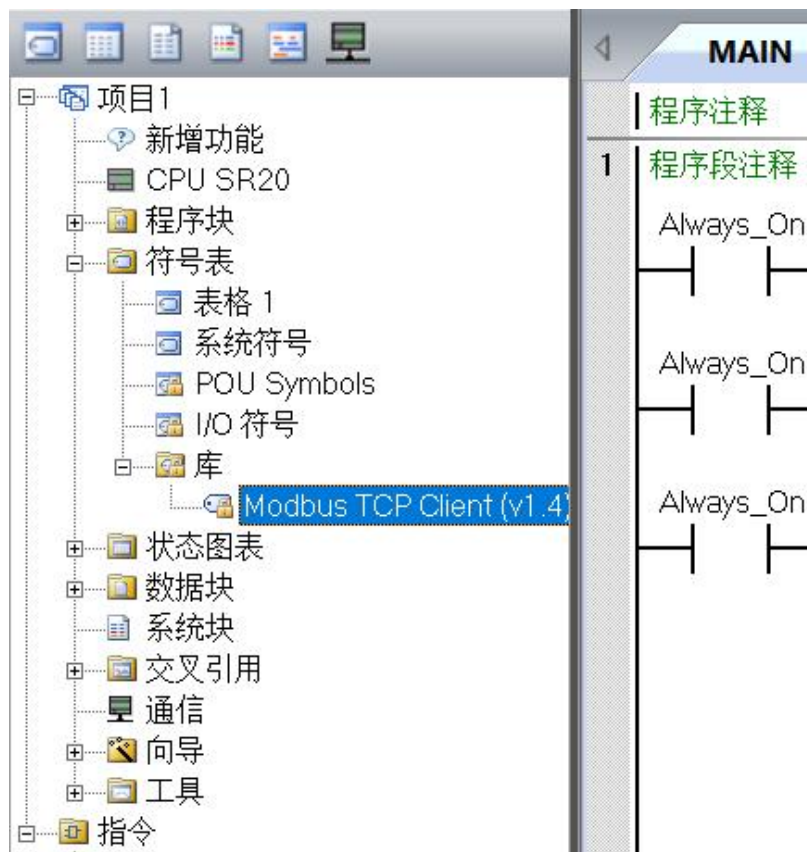 项目1
新增功能
CPU SR20
程序块
符号表
表格 1
系统符号
POU Symbols
I/O 符号
库
Modbus TCP Client (v1.4)
状态图表
数据块
系统块
交叉引用
通信
向导
工具
指令
MAIN
程序注释
1 程序段注释
Always_On
Always_On
Always_On